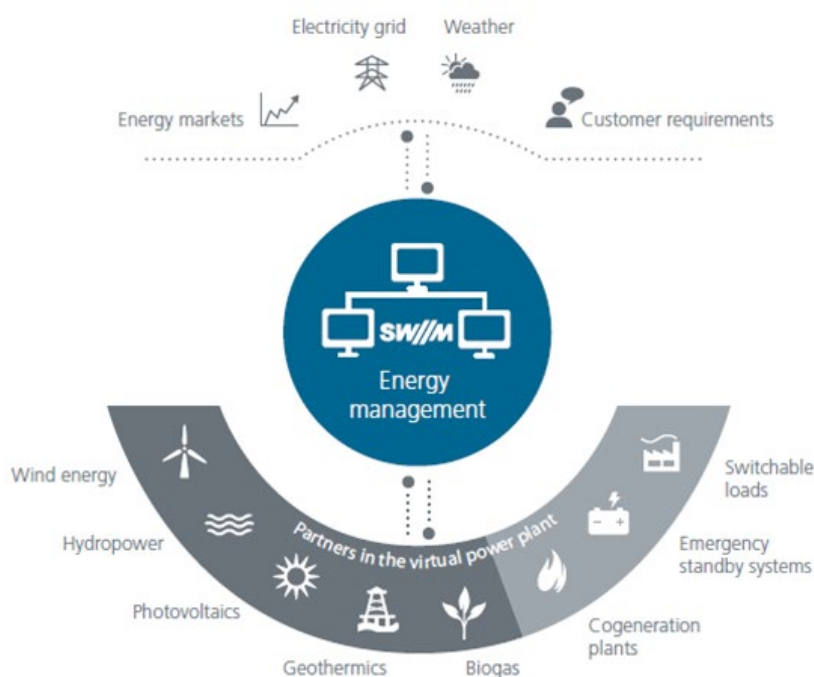 Electricity grid
Weather
Energy markets
Customer requirements
SW//M
Energy
management
Partners in the virtual power plant
Wind energy
Hydropower
Photovoltaics
Geothermics
Biogas
Cogeneration
plants
Emergency
standby systems
Switchable
loads